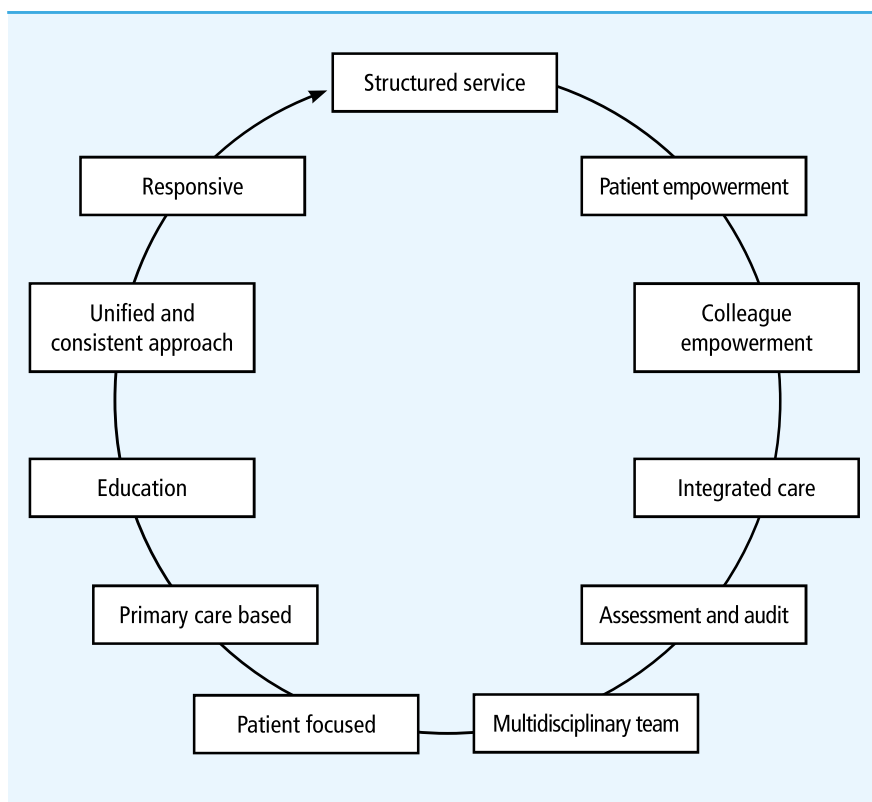 Structured service
Patient empowerment
Colleague
empowerment
Integrated care
Assessment and audit
Multidisciplinary team
Patient focused
Primary care based
Education
Unified and
consistent approach
Responsive